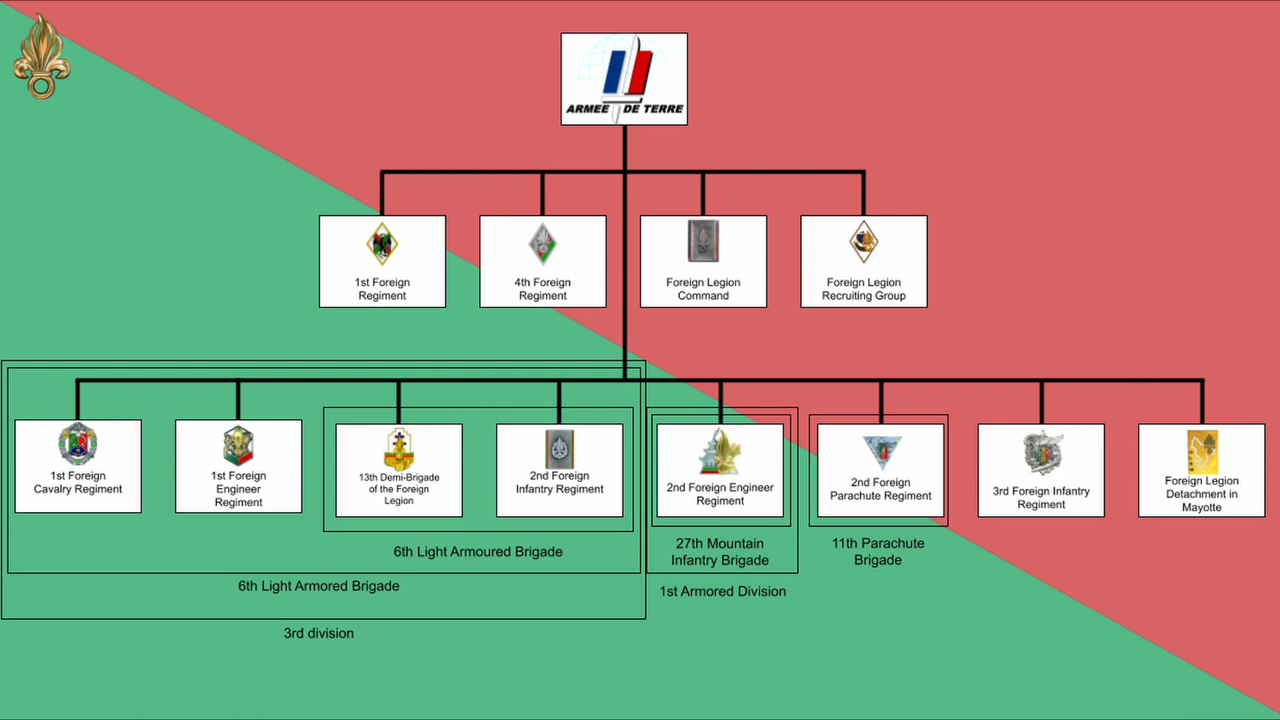 ARMEE DE TERRE
1st Foreign
Regiment
4th Foreign
Regiment
Foreign Legion
Command
Foreign Legion
Recruiting Group
1st Foreign
Cavalry Regiment
1st Foreign
Engineer
Regiment
13th Demi-Brigade
of the Foreign
Legion
2nd Foreign
Infantry Regiment
2nd Foreign Engineer
Regiment
2nd Foreign
Parachute Regiment
3rd Foreign Infantry
Regiment
Foreign Legion
Detachment in
Mayotte
6th Light Armoured Brigade
27th Mountain
Infantry Brigade
11th Parachute
Brigade
6th Light Armored Brigade
1st Armored Division
3rd division